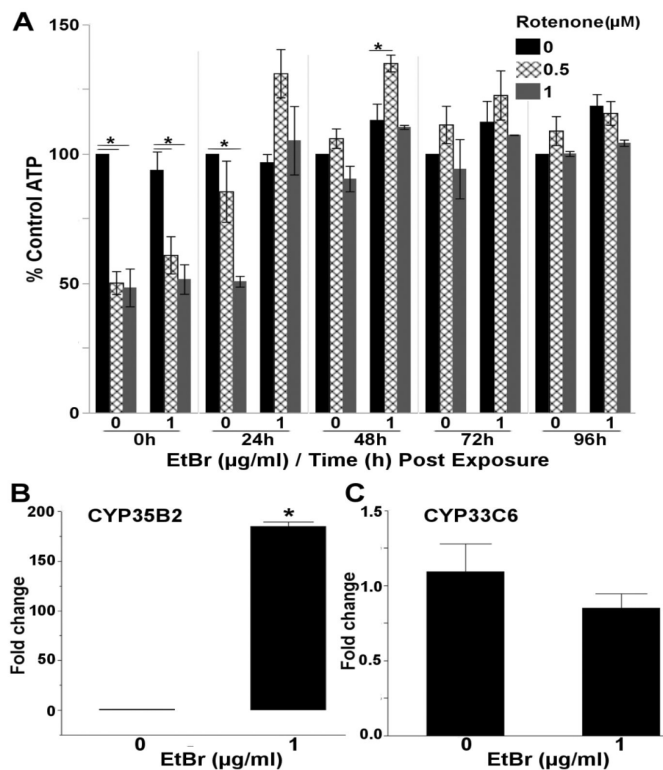 A
Rotenone(µM)
0
0.5
1
150
100
50
0
% Control ATP
* * * *
0 1 0 1 0 1 0 1 0 1
0h 24h 48h 72h 96h
EtBr (µg/ml) / Time (h) Post Exposure
B
CYP35B2
*
200
150
100
50
0
Fold change
0 1
EtBr (µg/ml)
C
CYP33C6
1.5
1.0
0.5
0.0
Fold change
0 1
EtBr (µg/ml)